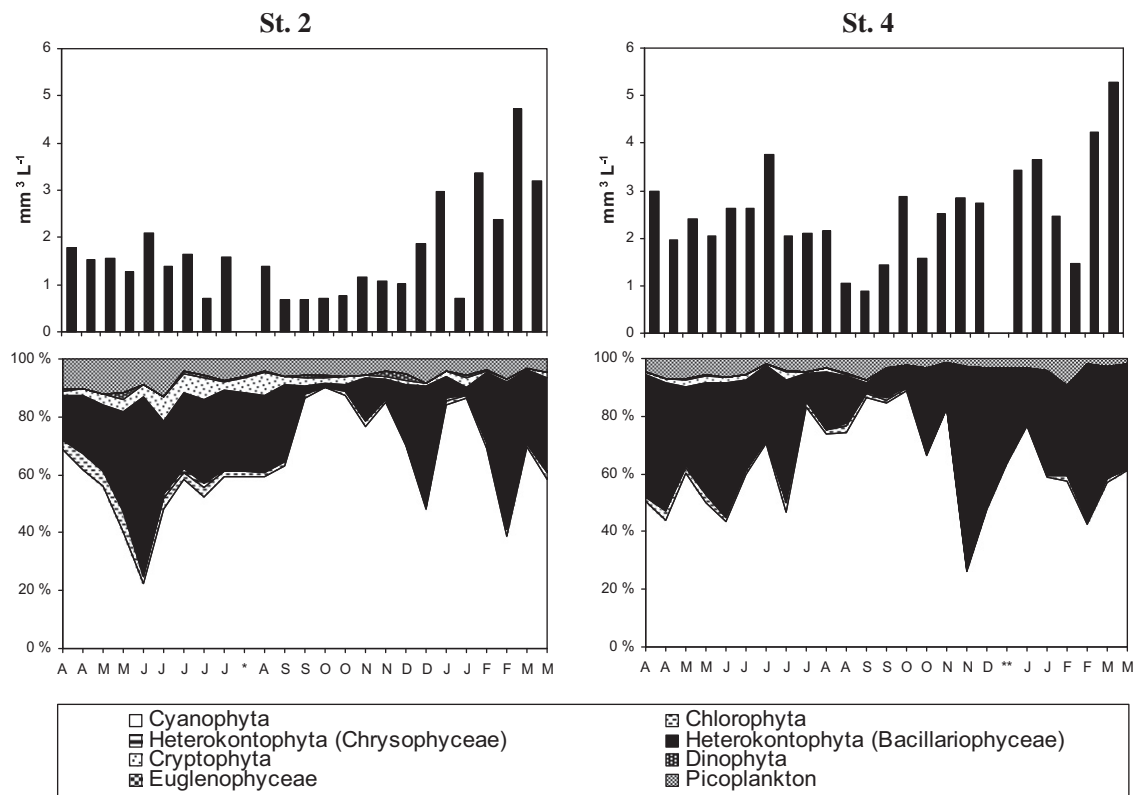 St. 2
St. 4
6
5
4
3
2
1
0
mm³ L⁻¹
6
5
4
3
2
1
0
mm³ L⁻¹
100 %
80 %
60 %
40 %
20 %
0 %
A A M M J J J J J * A S S O O N N D D J J F F M M
100 %
80 %
60 %
40 %
20 %
0 %
A A M M J J J J A A S S O O N N D ** J J F F M M
Cyanophyta
Chlorophyta
Heterokontophyta (Chrysophyceae)
Heterokontophyta (Bacillariophyceae)
Cryptophyta
Dinophyta
Euglenophyceae
Picoplankton